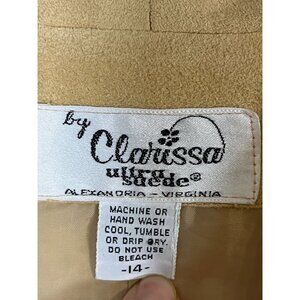 by
Clarissa
ultra
suede®
ALEXANDRIA - VIRGINIA
MACHINE OR
HAND WASH
COOL, TUMBLE
OR DRIP DRY.
DO NOT USE
BLEACH
-14-